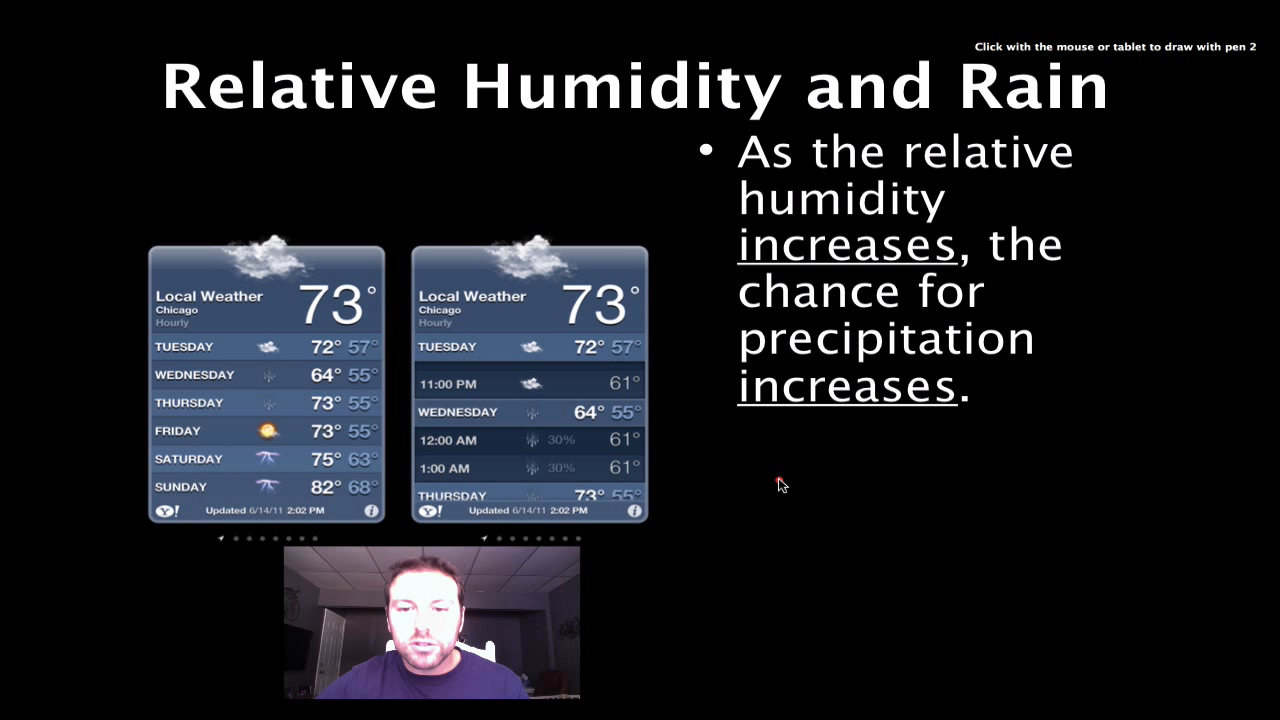 Click with the mouse or tablet to draw with pen 2
Relative Humidity and Rain
• As the relative
humidity
increases, the
chance for
precipitation
increases.
Local Weather
Chicago
Hourly
73°
TUESDAY 72° 57°
WEDNESDAY 64° 55°
THURSDAY 73° 55°
FRIDAY 73° 55°
SATURDAY 75° 63°
SUNDAY 82° 68°
Y! Updated 6/14/11 2:02 PM i
Local Weather
Chicago
Hourly
73°
TUESDAY 72° 57°
11:00 PM 61°
WEDNESDAY 64° 55°
12:00 AM 30% 61°
1:00 AM 30% 61°
THURSDAY 73° 55°
Y! Updated 6/14/11 2:02 PM i